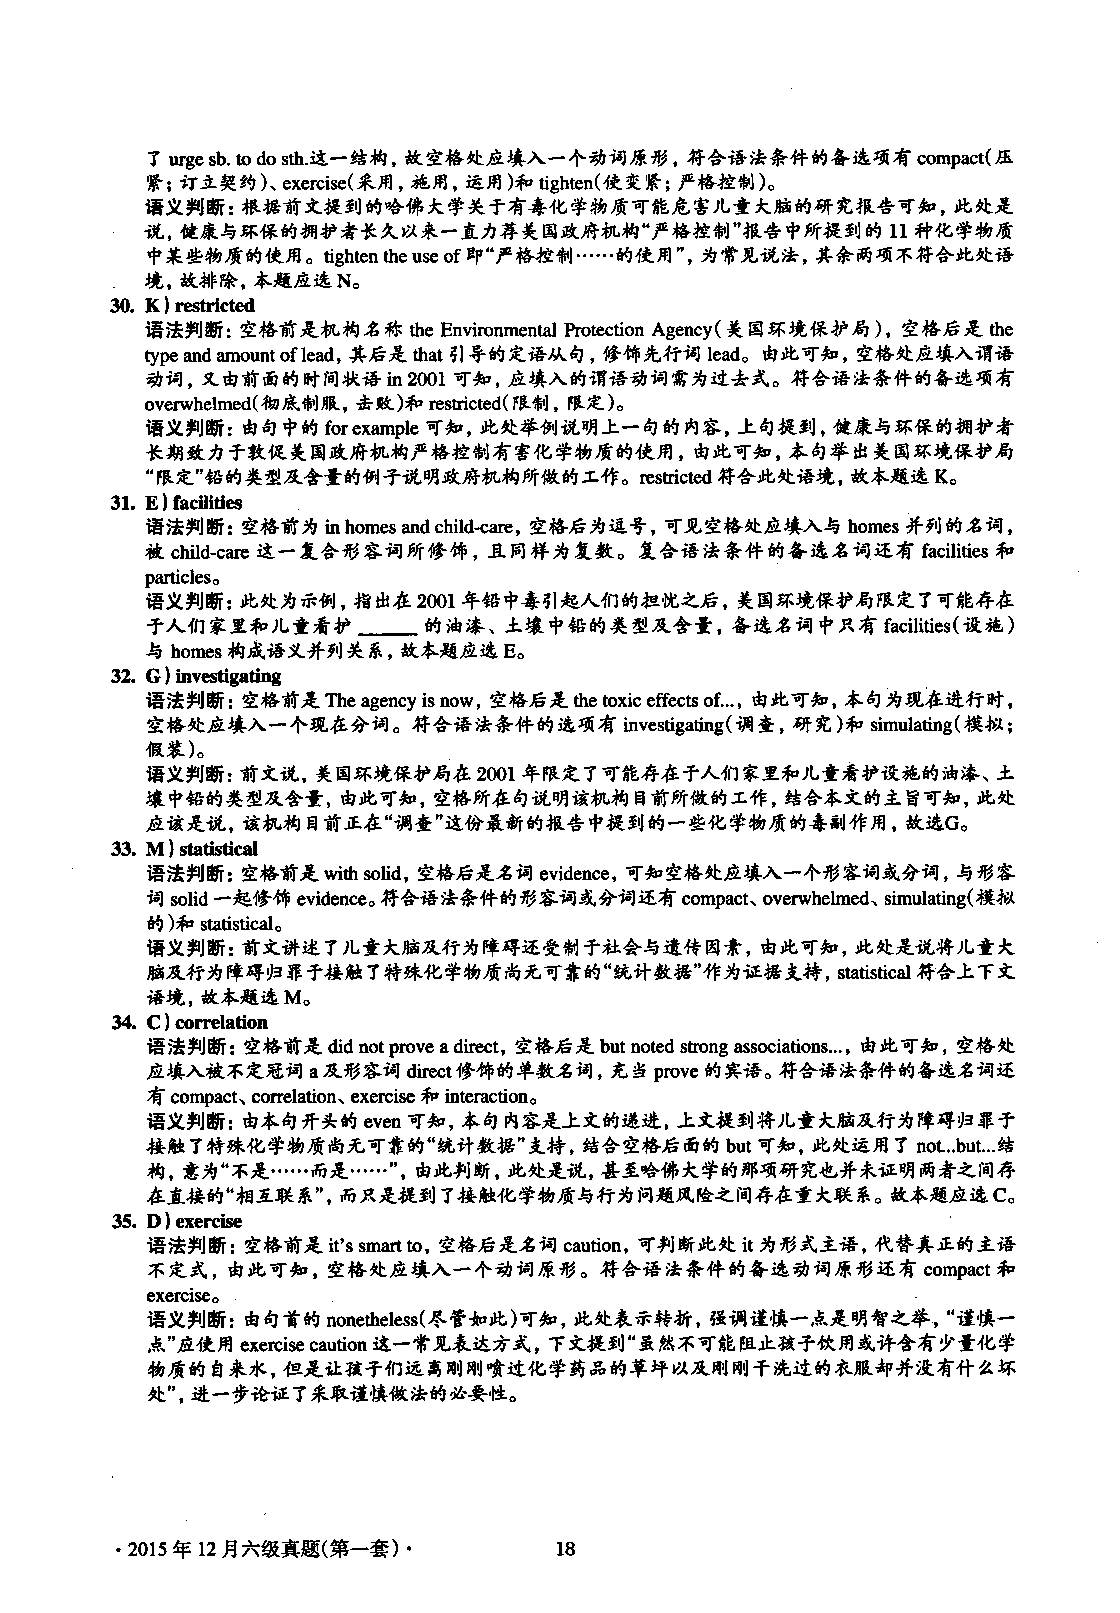 了 urge sb. to do sth.这一结构，故空格处应填入一个动词原形，符合语法条件的备选项有 compact(压
紧；订立契约)、exercise(采用，施用，运用)和 tighten(使变紧；严格控制)。
语义判断：根据前文提到的哈佛大学关于有毒化学物质可能危害儿童大脑的研究报告可知，此处是
说，健康与环保的拥护者长久以来一直力荐美国政府机构“严格控制”报告中所提到的 11 种化学物质
中某些物质的使用。tighten the use of 即“严格控制……的使用”，为常见说法，其余两项不符合此处语
境，故排除，本题应选 N。
30. K) restricted
语法判断：空格前是机构名称 the Environmental Protection Agency(美国环境保护局)，空格后是 the
type and amount of lead，其后是 that 引导的定语从句，修饰先行词 lead。由此可知，空格处应填入谓语
动词，又由前面的时间状语 in 2001 可知，应填入的谓语动词需为过去式。符合语法条件的备选项有
overwhelmed(彻底制服，击败)和 restricted(限制，限定)。
语义判断：由句中的 for example 可知，此处举例说明上一句的内容，上句提到，健康与环保的拥护者
长期致力于敦促美国政府机构严格控制有害化学物质的使用，由此可知，本句举出美国环境保护局
“限定”铅的类型及含量的例子说明政府机构所做的工作。restricted 符合此处语境，故本题选 K。
31. E) facilities
语法判断：空格前为 in homes and child-care，空格后为逗号，可见空格处应填入与 homes 并列的名词，
被 child-care 这一复合形容词所修饰，且同样为复数。复合语法条件的备选名词还有 facilities 和
particles。
语义判断：此处为示例，指出在 2001 年铅中毒引起人们的担忧之后，美国环境保护局限定了可能存在
于人们家里和儿童看护 ______ 的油漆、土壤中铅的类型及含量，备选名词中只有 facilities(设施)
与 homes 构成语义并列关系，故本题应选 E。
32. G) investigating
语法判断：空格前是 The agency is now，空格后是 the toxic effects of...，由此可知，本句为现在进行时，
空格处应填入一个现在分词。符合语法条件的选项有 investigating(调查，研究)和 simulating(模拟；
假装)。
语义判断：前文说，美国环境保护局在 2001 年限定了可能存在于人们家里和儿童看护设施的油漆、土
壤中铅的类型及含量，由此可知，空格所在句说明该机构目前所做的工作，结合本文的主旨可知，此处
应该是说，该机构目前正在“调查”这份最新的报告中提到的一些化学物质的毒副作用，故选G。
33. M) statistical
语法判断：空格前是 with solid，空格后是名词 evidence，可知空格处应填入一个形容词或分词，与形容
词 solid 一起修饰 evidence。符合语法条件的形容词或分词还有 compact、overwhelmed、simulating(模拟
的)和 statistical。
语义判断：前文讲述了儿童大脑及行为障碍还受制于社会与遗传因素，由此可知，此处是说将儿童大
脑及行为障碍归罪于接触了特殊化学物质尚无可靠的“统计数据”作为证据支持，statistical 符合上下文
语境，故本题选 M。
34. C) correlation
语法判断：空格前是 did not prove a direct，空格后是 but noted strong associations...，由此可知，空格处
应填入被不定冠词 a 及形容词 direct 修饰的单数名词，充当 prove 的宾语。符合语法条件的备选名词还
有 compact、correlation、exercise 和 interaction。
语义判断：由本句开头的 even 可知，本句内容是上文的递进，上文提到将儿童大脑及行为障碍归罪于
接触了特殊化学物质尚无可靠的“统计数据”支持，结合空格后面的 but 可知，此处运用了 not...but...结
构，意为“不是……而是……”，由此判断，此处是说，甚至哈佛大学的那项研究也并未证明两者之间存
在直接的“相互联系”，而只是提到了接触化学物质与行为问题风险之间存在重大联系。故本题应选 C。
35. D) exercise
语法判断：空格前是 it's smart to，空格后是名词 caution，可判断此处 it 为形式主语，代替真正的主语
不定式，由此可知，空格处应填入一个动词原形。符合语法条件的备选动词原形还有 compact 和
exercise。
语义判断：由句首的 nonetheless(尽管如此)可知，此处表示转折，强调谨慎一点是明智之举，“谨慎一
点”应使用 exercise caution 这一常见表达方式，下文提到“虽然不可能阻止孩子饮用或许含有少量化学
物质的自来水，但是让孩子们远离刚刚喷过化学药品的草坪以及刚刚干洗过的衣服却并没有什么坏
处”，进一步论证了采取谨慎做法的必要性。
·2015 年 12 月六级真题(第一套)· 18